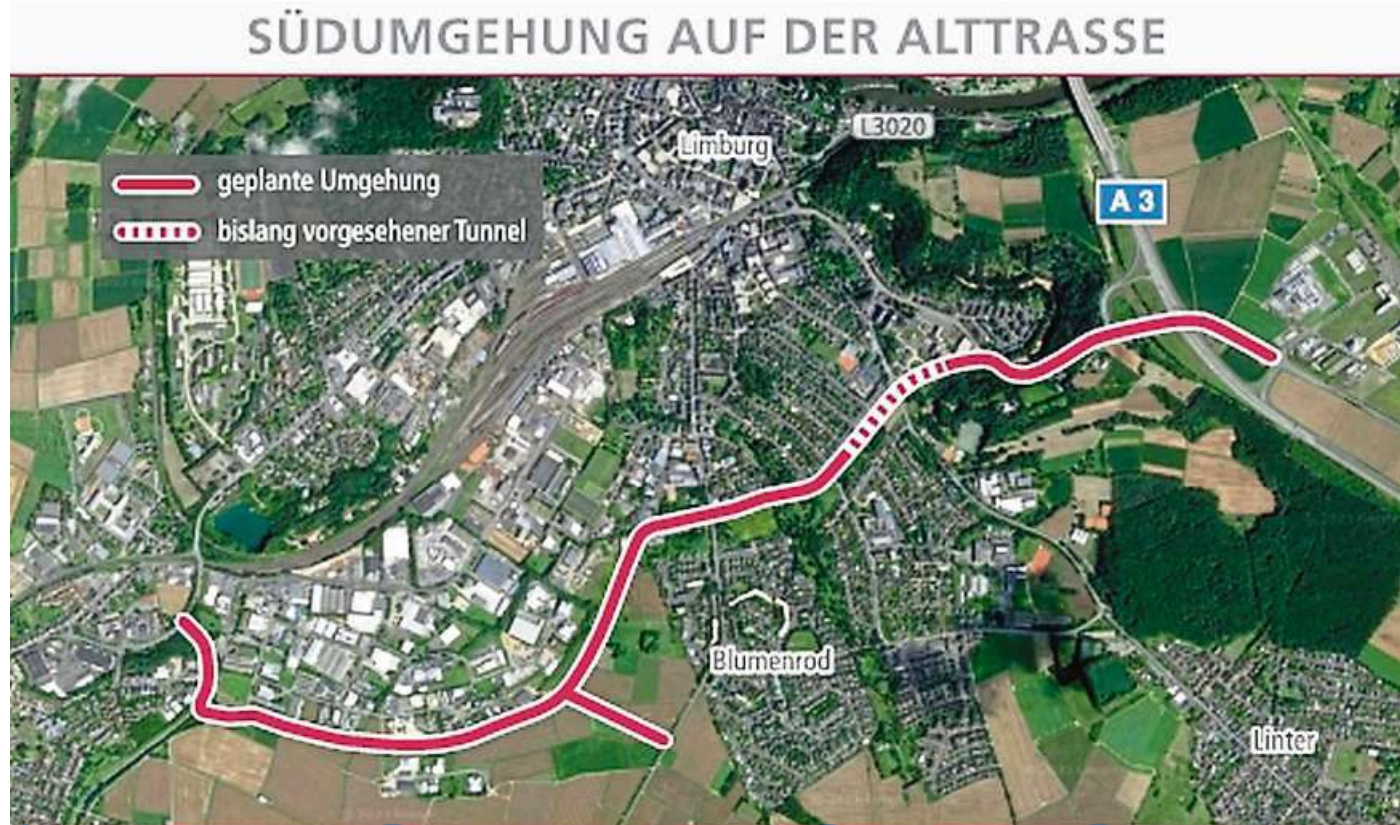 SÜDUMGEHUNG AUF DER ALTTRASSE
geplante Umgehung
bislang vorgesehener Tunnel
Limburg
L3020
A 3
Blumenrod
Linter